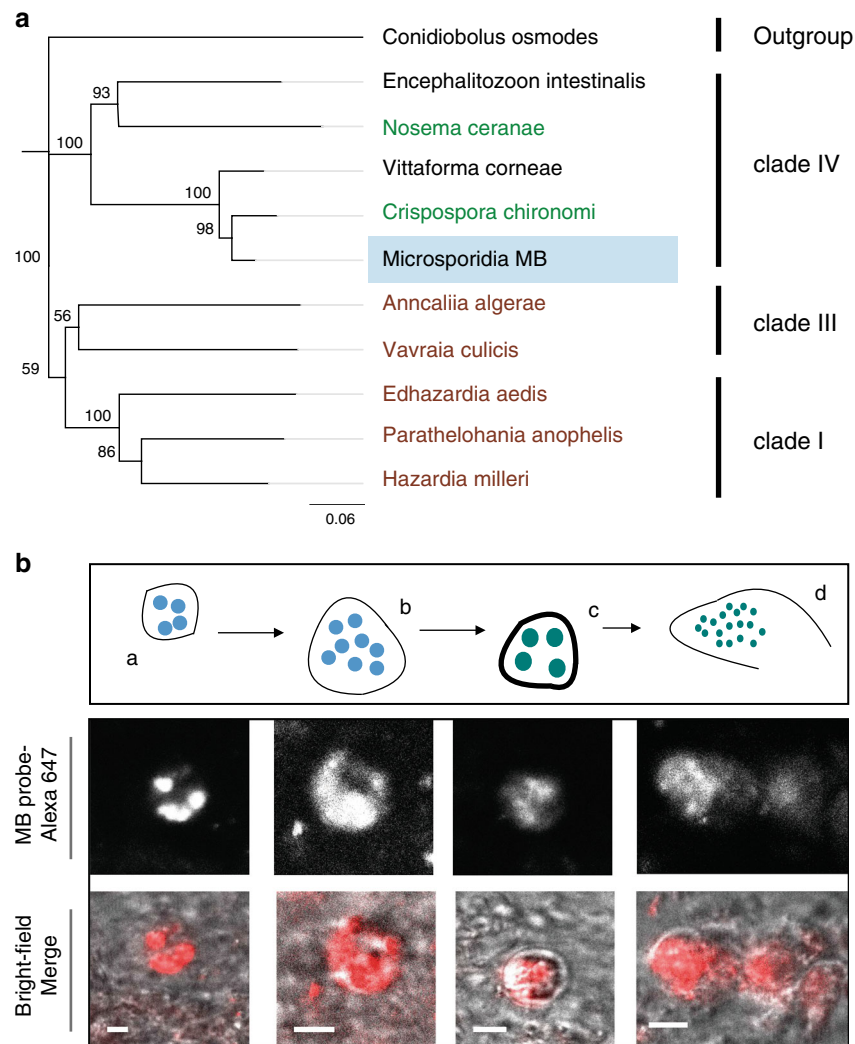 a
Conidiobolus osmodes
Outgroup
Encephalitozoon intestinalis
93
Nosema ceranae
100
Vittaforma corneae
clade IV
100
Crispospora chironomi
98
Microsporidia MB
100
Anncaliia algerae
56
clade III
Vavraia culicis
59
Edhazardia aedis
100
Parathelohania anophelis
clade I
86
Hazardia milleri
0.06
b
a
b
c
d
MB probe-
Alexa 647
Bright-field
Merge